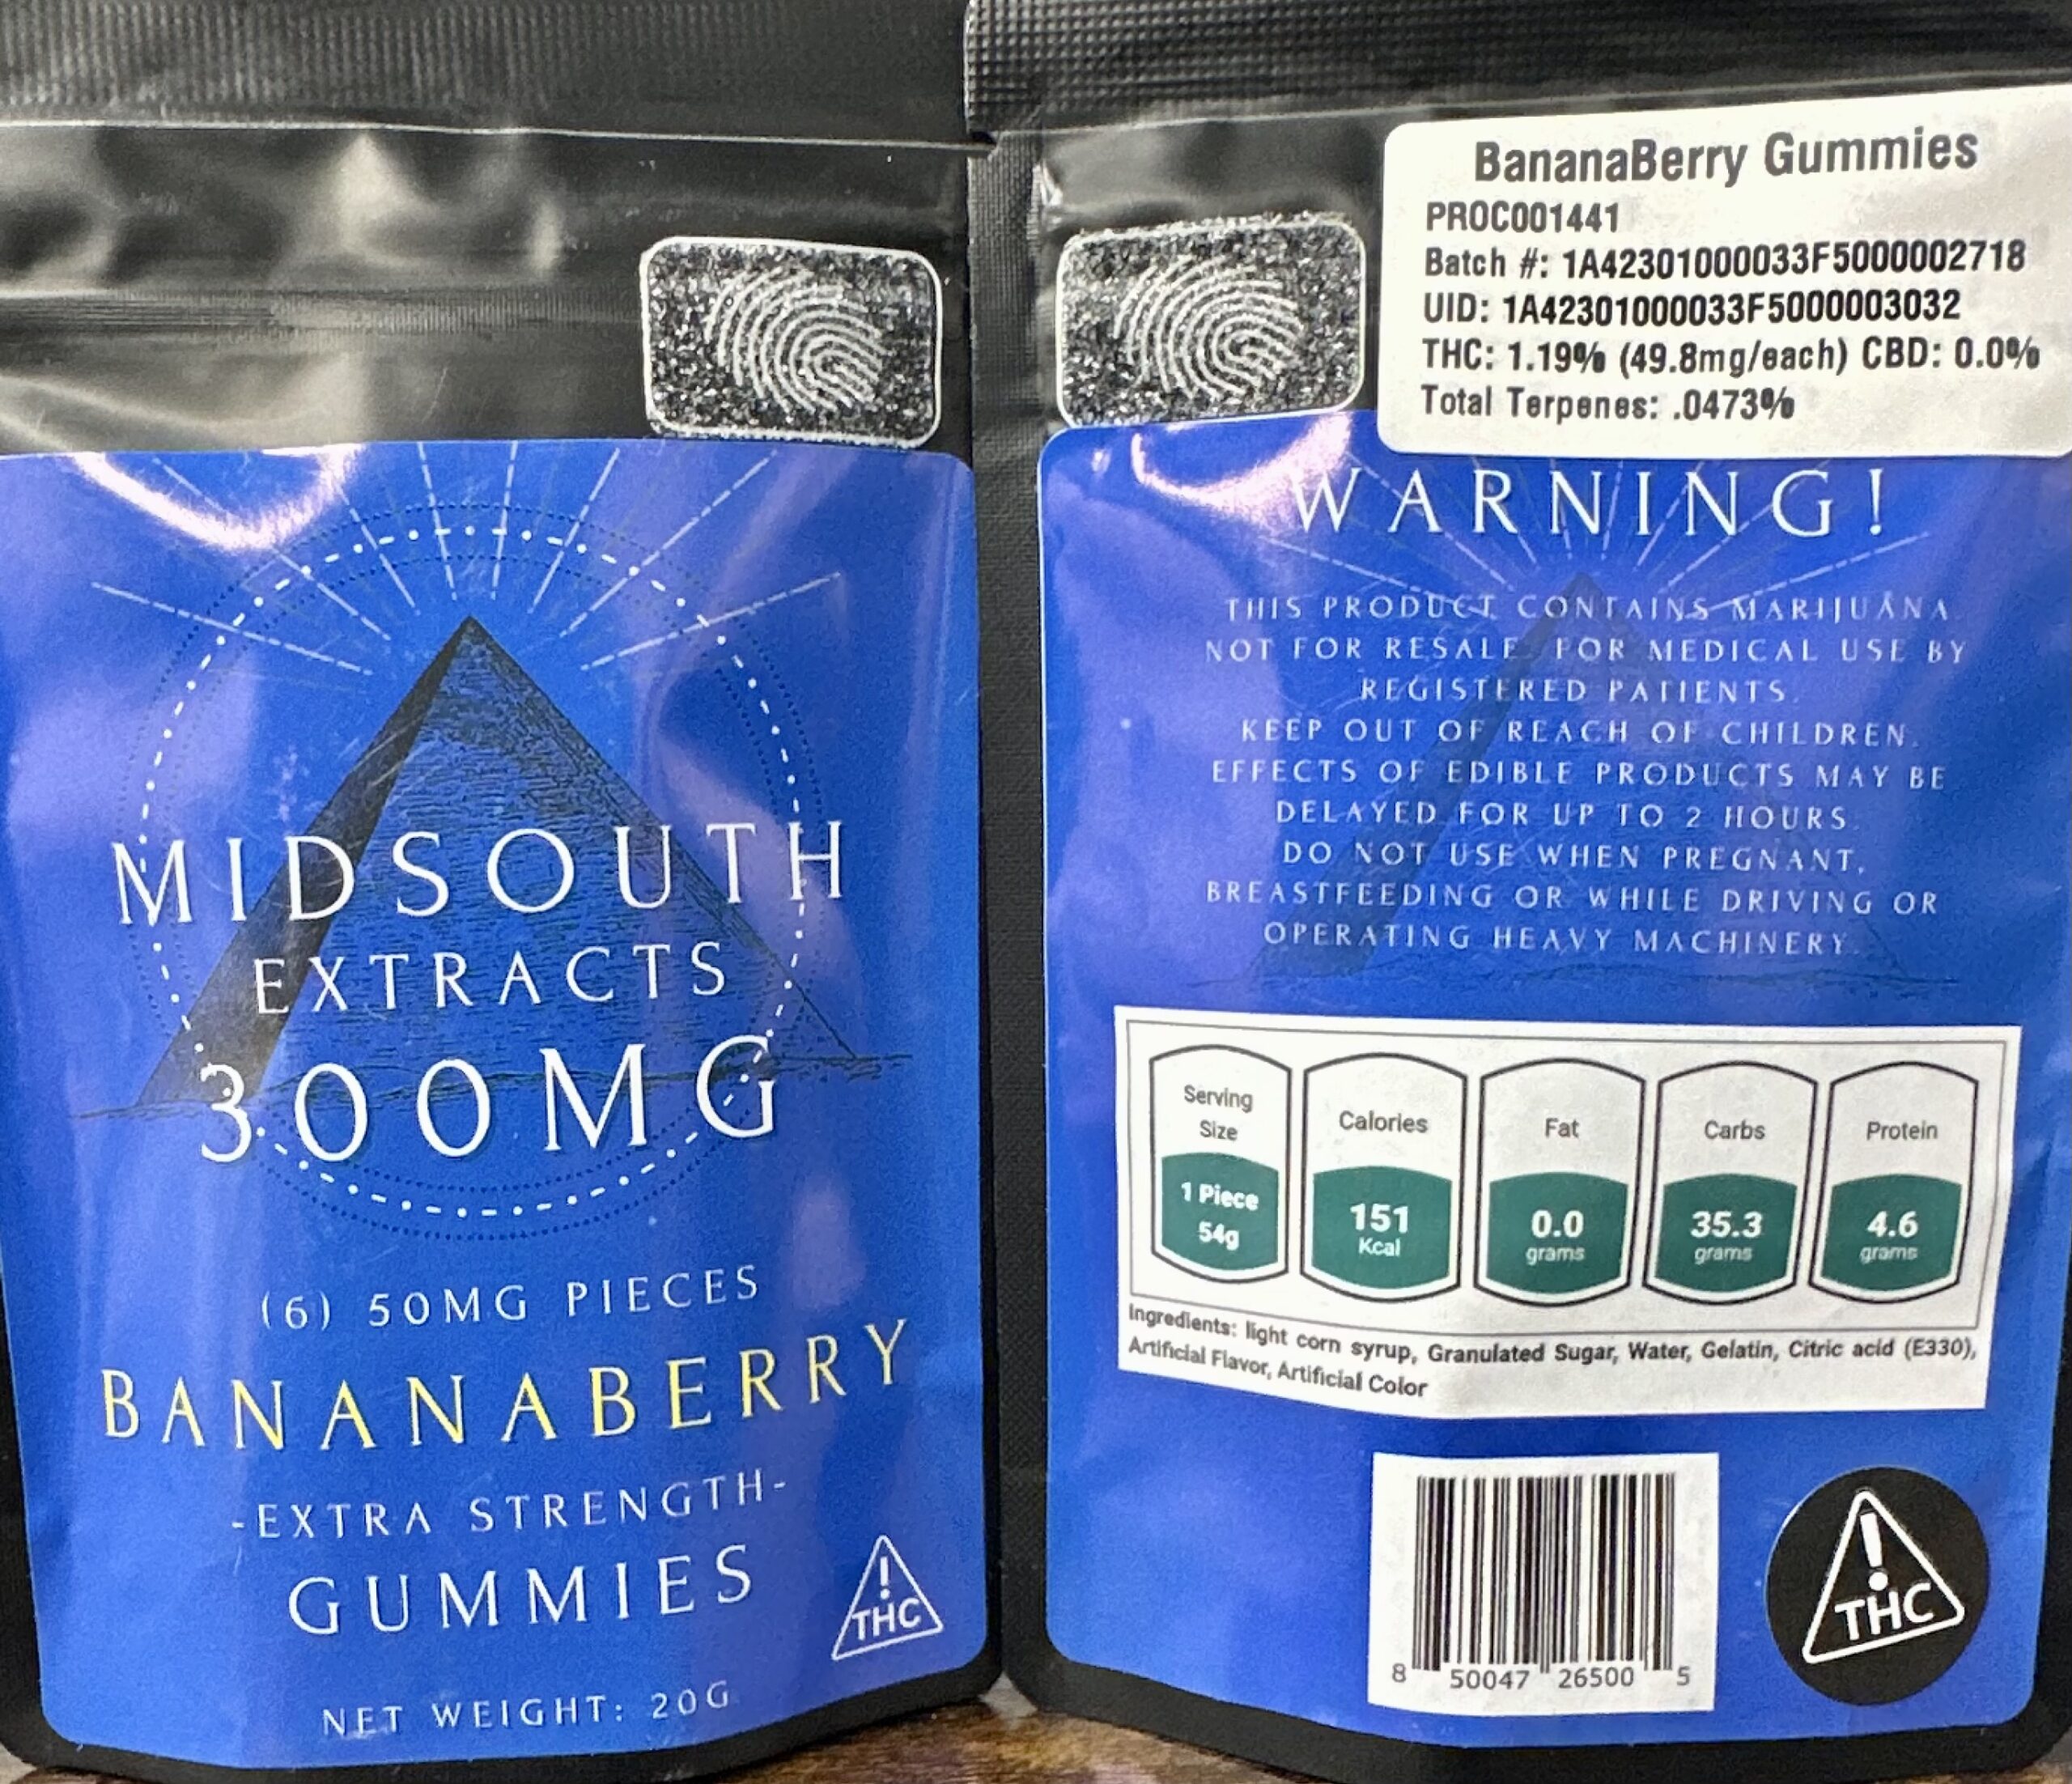 MIDSOUTH
EXTRACTS
300MG
(6) 50MG PIECES
BANANABERRY
-EXTRA STRENGTH-
GUMMIES
THC
NET WEIGHT: 20G
BananaBerry Gummies
PROC001441
Batch #: 1A42301000033F5000002718
UID: 1A42301000033F5000003032
THC: 1.19% (49.8mg/each) CBD: 0.0%
Total Terpenes: .0473%
WARNING!
THIS PRODUCT CONTAINS MARIJUANA.
NOT FOR RESALE. FOR MEDICAL USE BY
REGISTERED PATIENTS.
KEEP OUT OF REACH OF CHILDREN.
EFFECTS OF EDIBLE PRODUCTS MAY BE
DELAYED FOR UP TO 2 HOURS.
DO NOT USE WHEN PREGNANT,
BREASTFEEDING OR WHILE DRIVING OR
OPERATING HEAVY MACHINERY.
Serving
Size
1 Piece
54g
Calories
151
Kcal
Fat
0.0
grams
Carbs
35.3
grams
Protein
4.6
grams
Ingredients: light corn syrup, Granulated Sugar, Water, Gelatin, Citric acid (E330),
Artificial Flavor, Artificial Color
8 50047 26500 5
THC